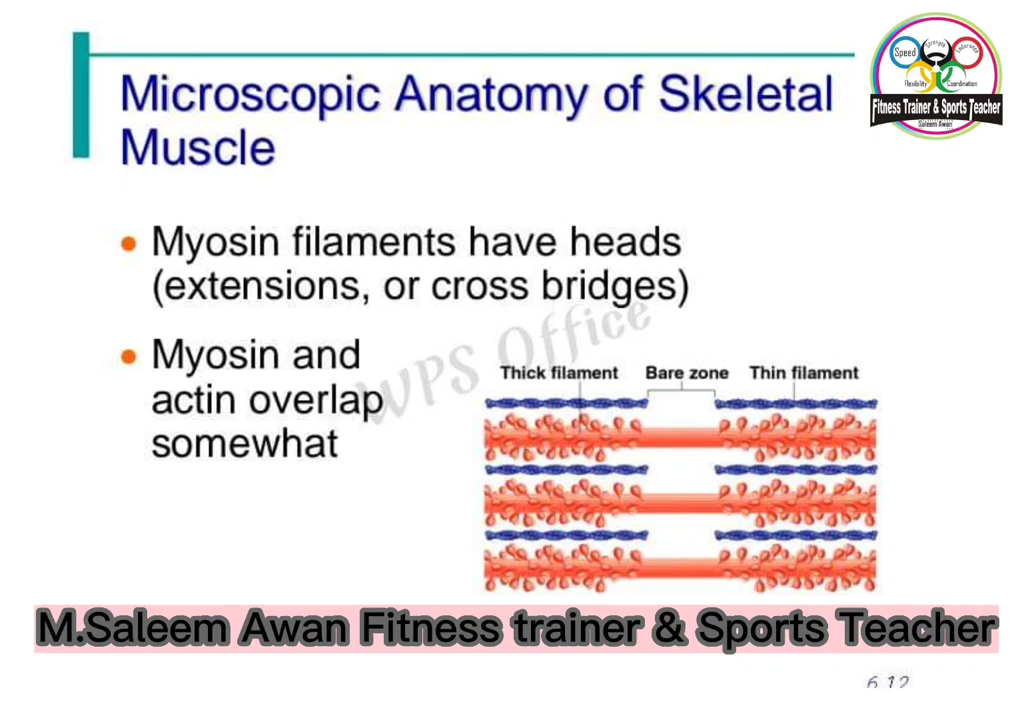 Microscopic Anatomy of Skeletal
Muscle
Speed
Strength
Endurance
Flexibility
Coordination
Fitness Trainer & Sports Teacher
Saleem Awan
• Myosin filaments have heads
(extensions, or cross bridges)
• Myosin and
actin overlap
somewhat
WPS Office
Thick filament Bare zone Thin filament
M.Saleem Awan Fitness trainer & Sports Teacher
6.12